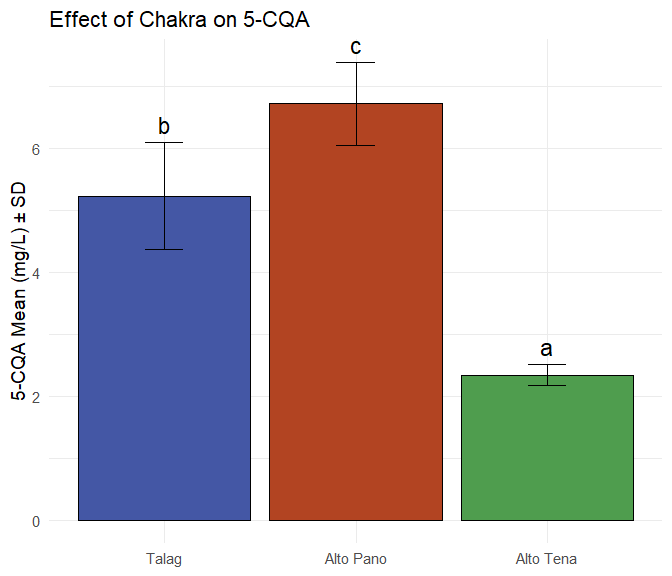 Effect of Chakra on 5-CQA
c
b
6
5-CQA Mean (mg/L) ± SD
4
a
2
0
Talag Alto Pano Alto Tena